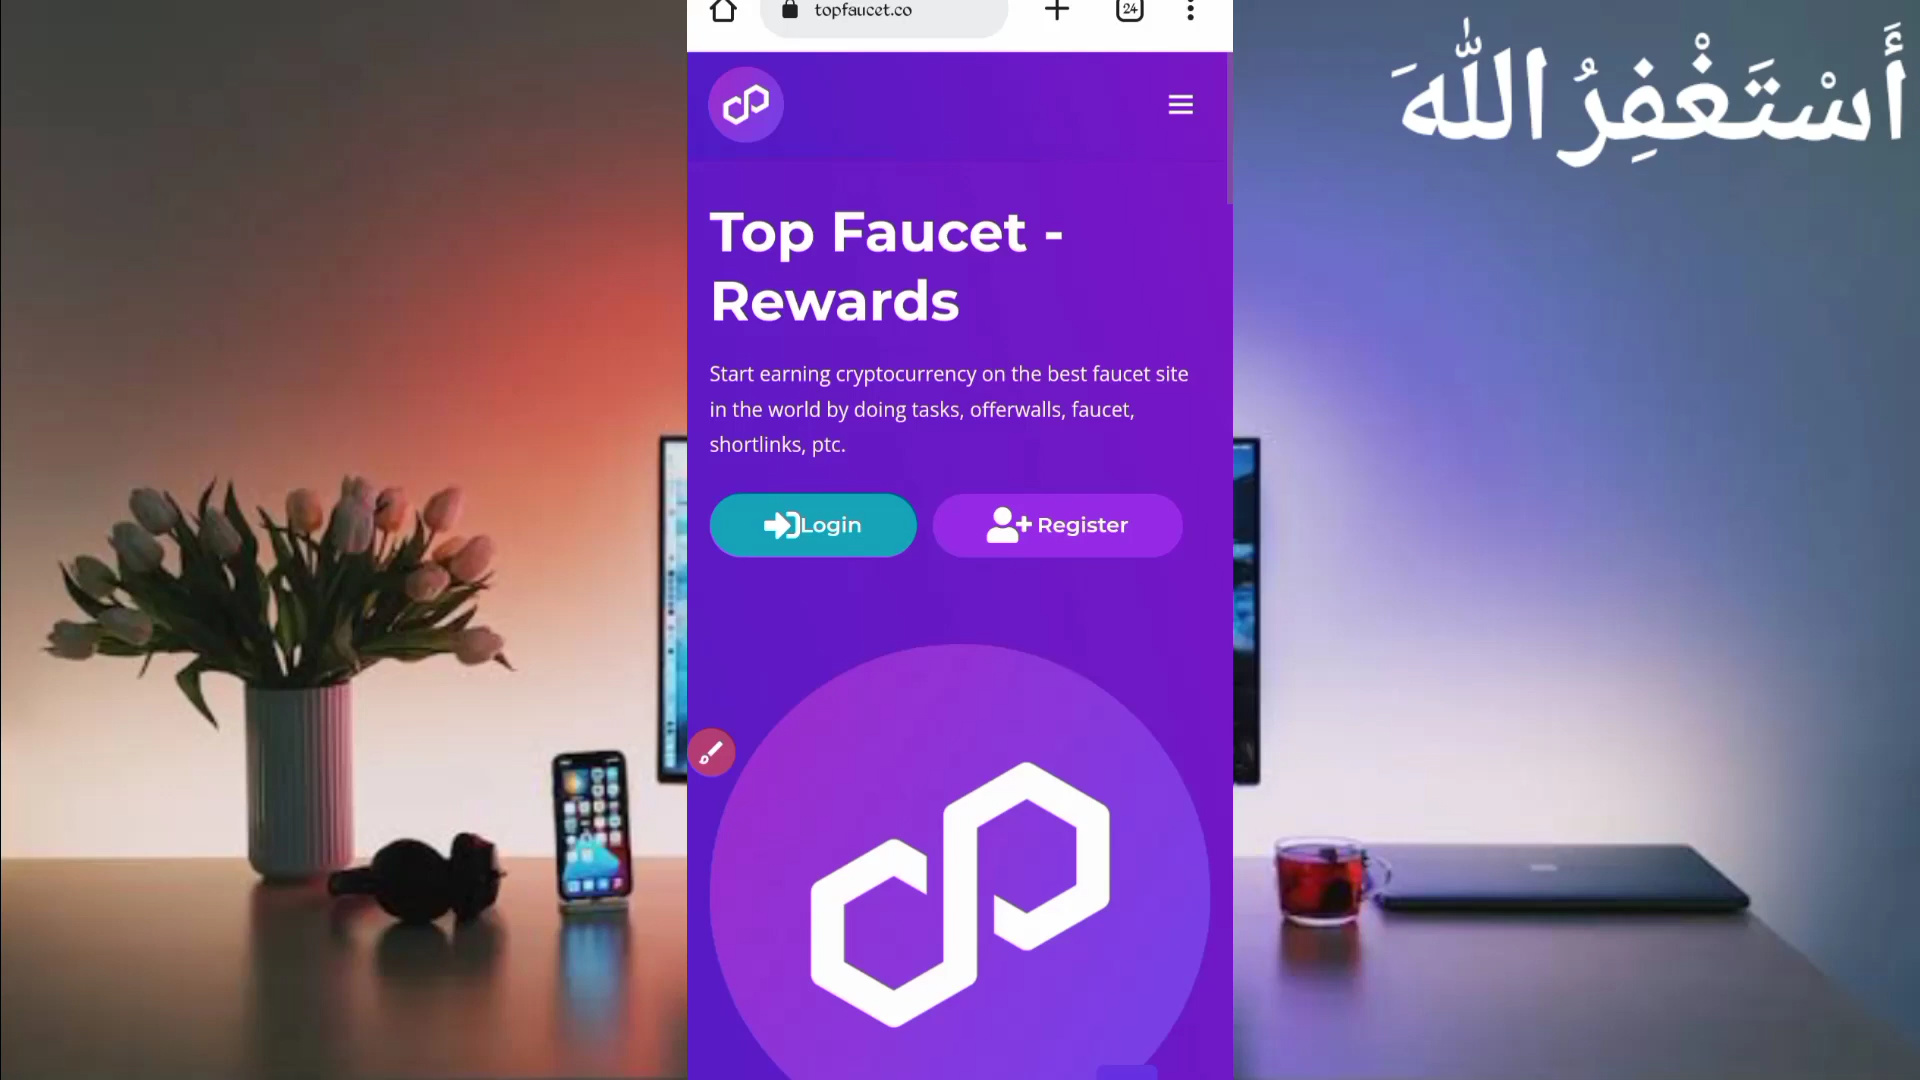 topfaucet.co
24
أَسْتَغْفِرُ اللَّهَ
Top Faucet -
Rewards
Start earning cryptocurrency on the best faucet site
in the world by doing tasks, offerwalls, faucet,
shortlinks, ptc.
Login
Register